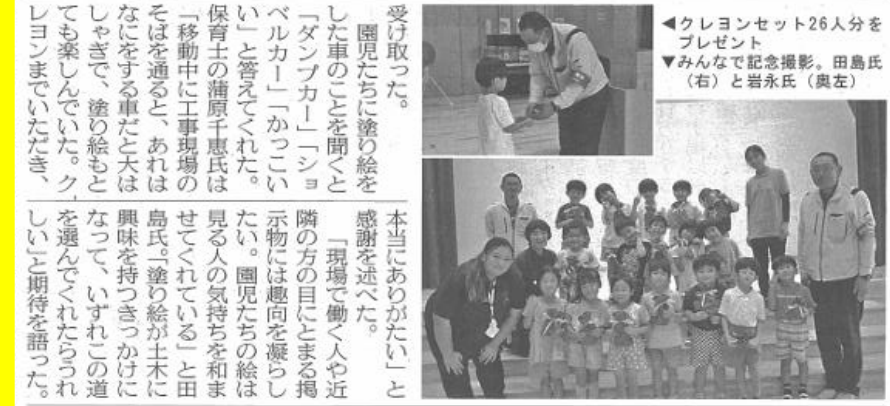 受け取った。
　園児たちに塗り絵を
した車のことを聞くと
「ダンプカー」「ショ
ベルカー」「かっこい
い」と答えてくれた。
保育士の蒲原千恵氏は
「移動中に工事現場の
そばを通ると、あれは
なにをする車だと大は
しゃぎで、塗り絵もと
ても楽しんでいた。ク
レヨンまでいただき、
本当にありがたい」と
感謝を述べた。
　「現場で働く人や近
隣の方の目にとまる掲
示物には趣向を凝らし
たい。園児たちの絵は
見る人の気持ちを和ま
せてくれている」と田
島氏。「塗り絵が土木に
興味を持つきっかけに
なって、いずれこの道
を選んでくれたらうれ
しい」と期待を語った。
◀クレヨンセット26人分を
プレゼント
▼みんなで記念撮影。田島氏
（右）と岩永氏（奥左）